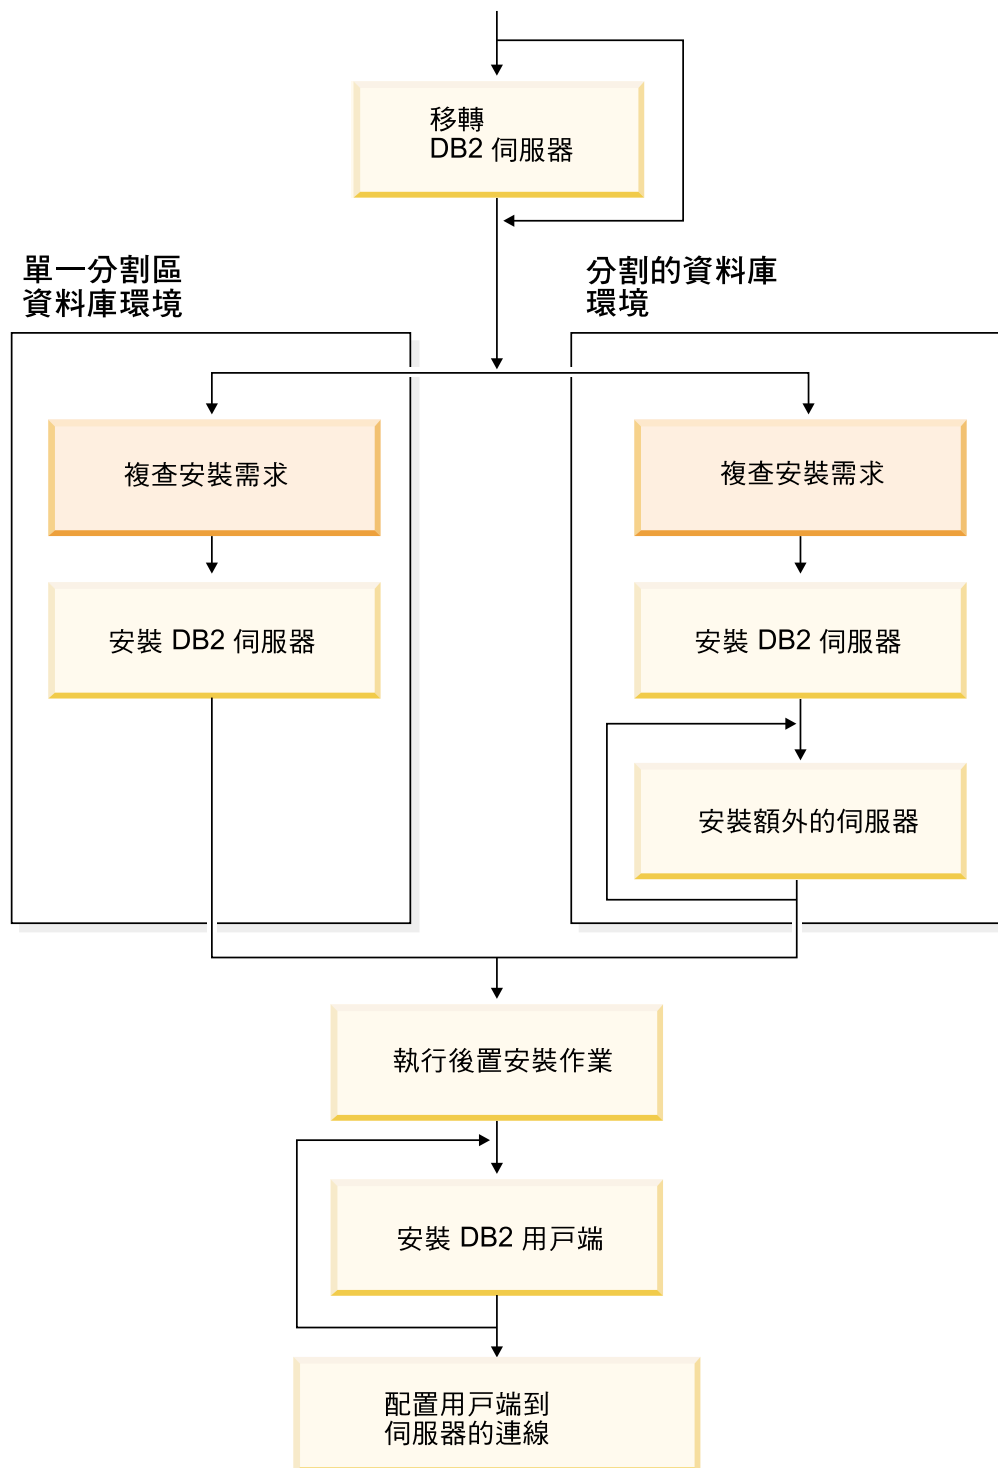 移轉
DB2 伺服器
單一分割區
資料庫環境
分割的資料庫
環境
複查安裝需求
複查安裝需求
安裝 DB2 伺服器
安裝 DB2 伺服器
安裝額外的伺服器
執行後置安裝作業
安裝 DB2 用戶端
配置用戶端到
伺服器的連線